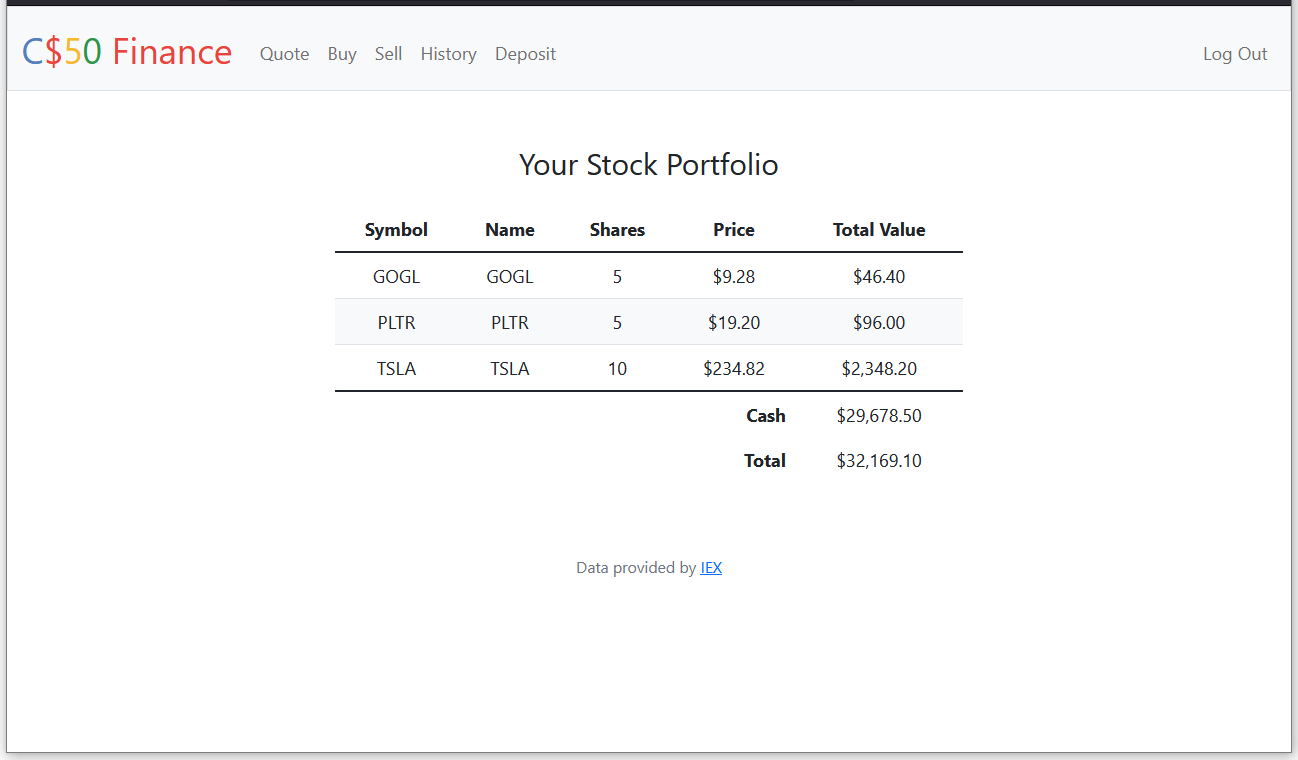 C$50 Finance Quote Buy Sell History Deposit Log Out
Your Stock Portfolio
Symbol Name Shares Price Total Value
GOGL GOGL 5 $9.28 $46.40
PLTR PLTR 5 $19.20 $96.00
TSLA TSLA 10 $234.82 $2,348.20
Cash $29,678.50
Total $32,169.10
Data provided by IEX